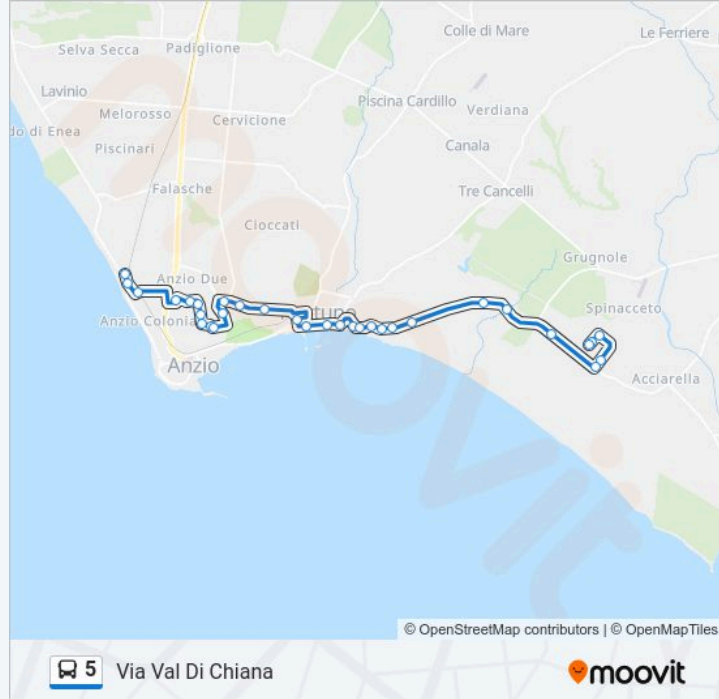 Colle di Mare
Le Ferriere
Selva Secca
Padiglione
Lavinio
Piscina Cardillo
Melorosso
Verdiana
Cervicione
do di Enea
Piscinari
Canala
Falasche
Tre Cancelli
Cioccati
Grugnole
Anzio Due
Spinacceto
Anzio Colonia
Anzio
Acciarella
moovit
© OpenStreetMap contributors | © OpenMapTiles
5 Via Val Di Chiana
moovit